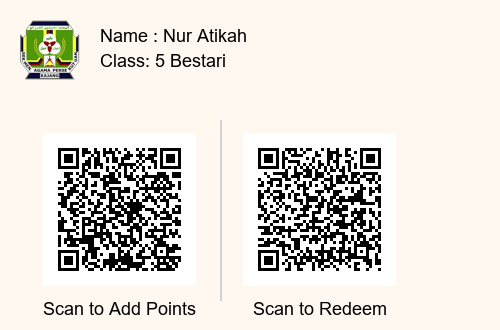 Name : Nur Atikah
Class: 5 Bestari
AGAMA PERSE
KAJANG
Scan to Add Points
Scan to Redeem